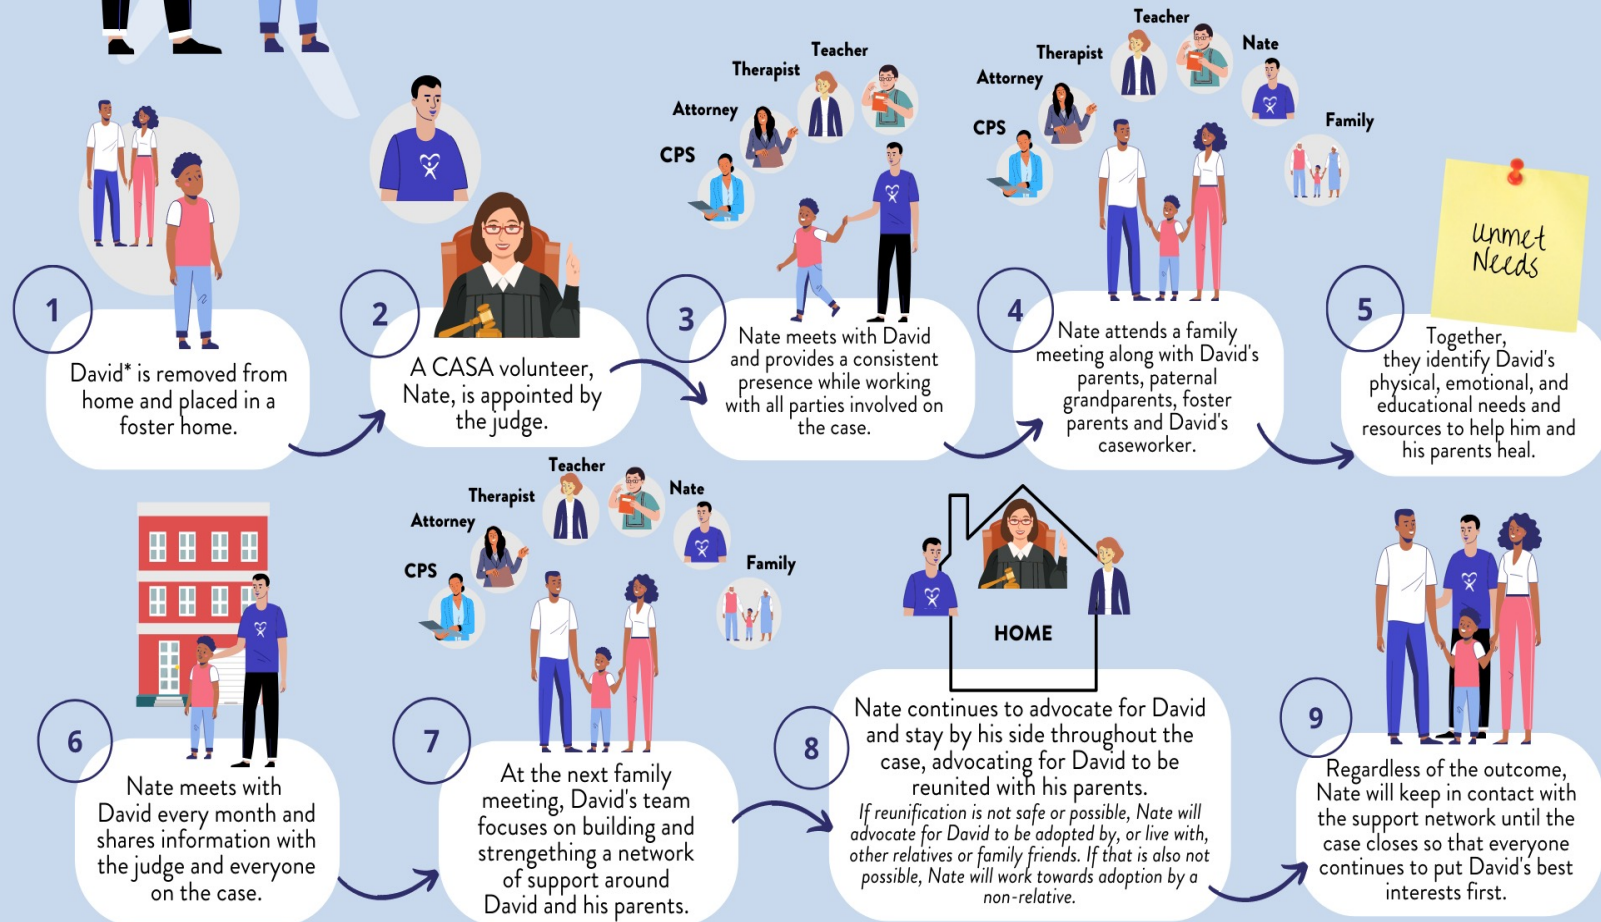 1
David* is removed from
home and placed in a
foster home.
2
A CASA volunteer,
Nate, is appointed by
the judge.
CPS
Attorney
Therapist
Teacher
3
Nate meets with David
and provides a consistent
presence while working
with all parties involved on
the case.
CPS
Attorney
Therapist
Teacher
Nate
Family
4
Nate attends a family
meeting along with David's
parents, paternal
grandparents, foster
parents and David's
caseworker.
Unmet
Needs
5
Together,
they identify David's
physical, emotional, and
educational needs and
resources to help him and
his parents heal.
6
Nate meets with
David every month and
shares information with
the judge and everyone
on the case.
CPS
Attorney
Therapist
Teacher
Nate
Family
7
At the next family
meeting, David's team
focuses on building and
strengething a network
of support around
David and his parents.
HOME
8
Nate continues to advocate for David
and stay by his side throughout the
case, advocating for David to be
reunited with his parents.
If reunification is not safe or possible, Nate will
advocate for David to be adopted by, or live with,
other relatives or family friends. If that is also not
possible, Nate will work towards adoption by a
non-relative.
9
Regardless of the outcome,
Nate will keep in contact with
the support network until the
case closes so that everyone
continues to put David's best
interests first.